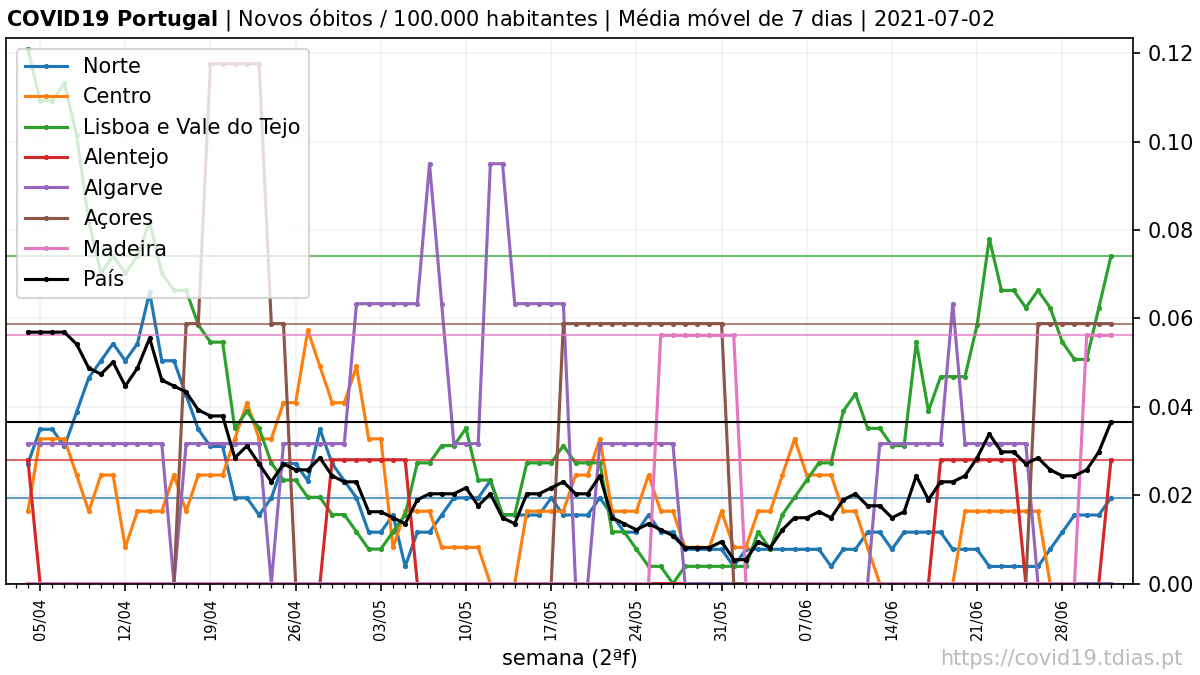 COVID19 Portugal | Novos óbitos / 100.000 habitantes | Média móvel de 7 dias | 2021-07-02
Norte
Centro
Lisboa e Vale do Tejo
Alentejo
Algarve
Açores
Madeira
País
0.12
0.10
0.08
0.06
0.04
0.02
0.00
05/04
12/04
19/04
26/04
03/05
10/05
17/05
24/05
31/05
07/06
14/06
21/06
28/06
semana (2ªf)
https://covid19.tdias.pt